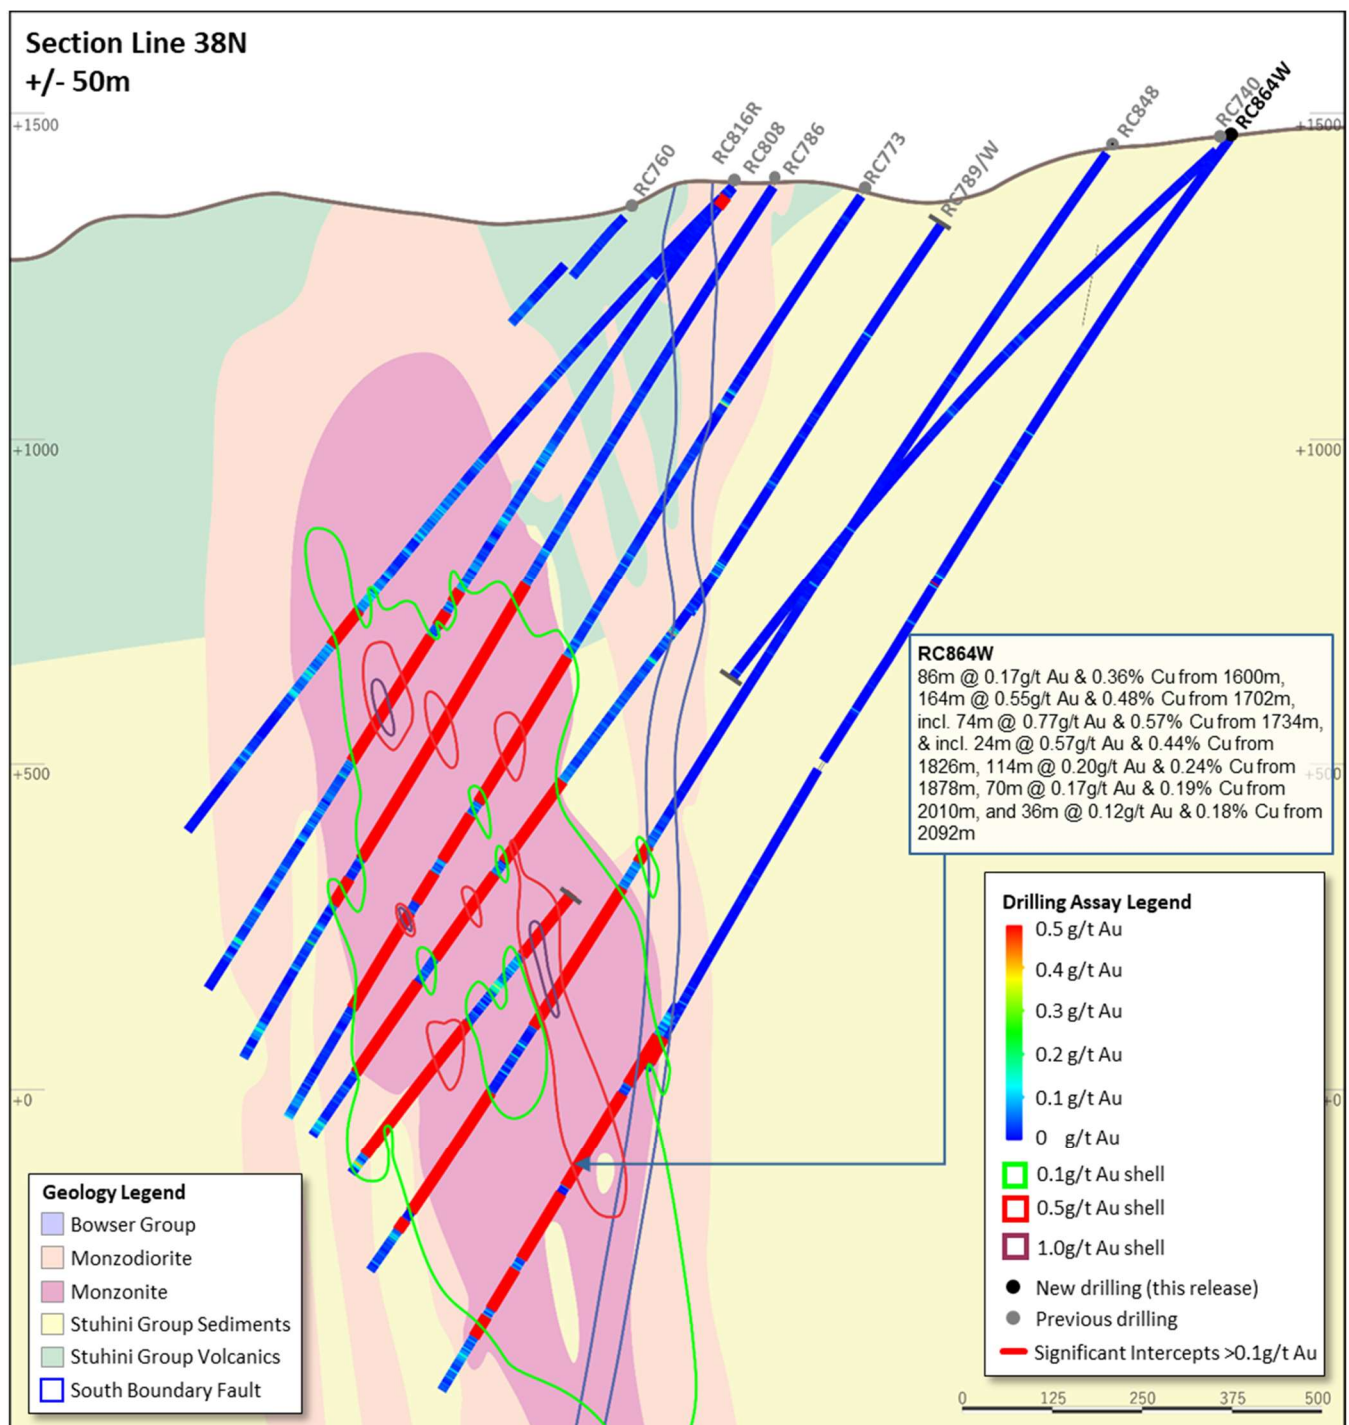 Section Line 38N
+/- 50m
RC760
RC816R
RC808
RC786
RC773
RC789/W
RC848
RC740
RC864W
+1500
+1500
+1000
+1000
+500
+500
+0
+0
RC864W
86m @ 0.17g/t Au & 0.36% Cu from 1600m,
164m @ 0.55g/t Au & 0.48% Cu from 1702m,
incl. 74m @ 0.77g/t Au & 0.57% Cu from 1734m,
& incl. 24m @ 0.57g/t Au & 0.44% Cu from
1826m, 114m @ 0.20g/t Au & 0.24% Cu from
1878m, 70m @ 0.17g/t Au & 0.19% Cu from
2010m, and 36m @ 0.12g/t Au & 0.18% Cu from
2092m
Drilling Assay Legend
0.5 g/t Au
0.4 g/t Au
0.3 g/t Au
0.2 g/t Au
0.1 g/t Au
0 g/t Au
0.1g/t Au shell
0.5g/t Au shell
1.0g/t Au shell
New drilling (this release)
Previous drilling
Significant Intercepts >0.1g/t Au
Geology Legend
Bowser Group
Monzodiorite
Monzonite
Stuhini Group Sediments
Stuhini Group Volcanics
South Boundary Fault
0 125 250 375 500